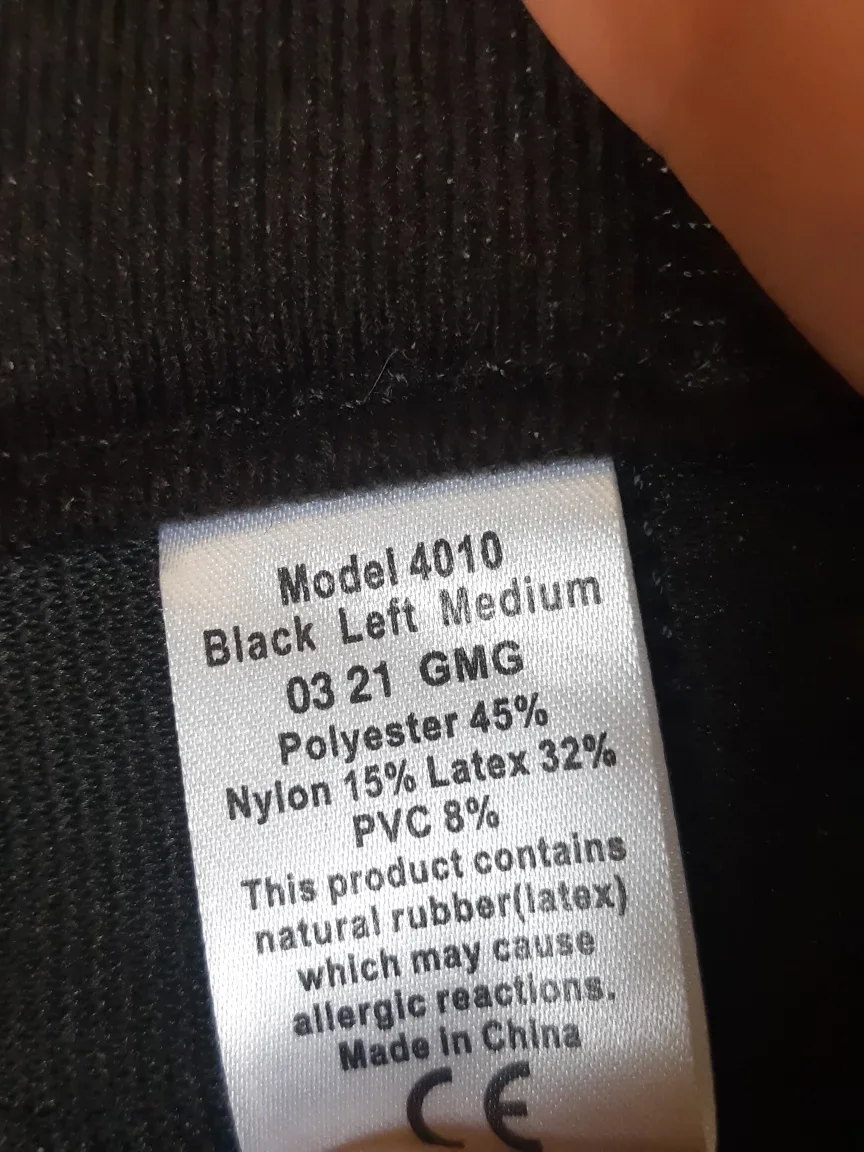 Model 4010
Black Left Medium
03 21 GMG
Polyester 45%
Nylon 15% Latex 32%
PVC 8%
This product contains
natural rubber(latex)
which may cause
allergic reactions.
Made in China
CE